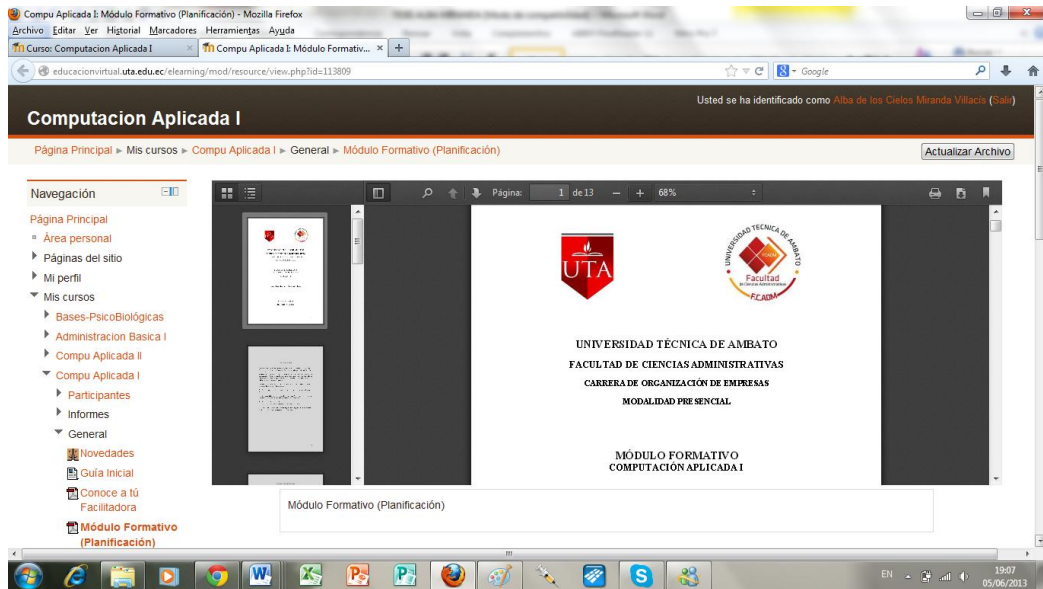 Compu Aplicada I: Módulo Formativo (Planificación) - Mozilla Firefox
Archivo Editar Ver Historial Marcadores Herramientas Ayuda
Curso: Computacion Aplicada I
Compu Aplicada I: Módulo Formativ...
educacionvirtual.uta.edu.ec/elearning/mod/resource/view.php?id=113809
Google
Usted se ha identificado como Alba de los Cielos Miranda Villacís (Salir)
Computacion Aplicada I
Página Principal ► Mis cursos ► Compu Aplicada I ► General ► Módulo Formativo (Planificación)
Actualizar Archivo
Navegación
Página Principal
Área personal
Páginas del sitio
Mi perfil
Mis cursos
Bases-PsicoBiológicas
Administracion Basica I
Compu Aplicada II
Compu Aplicada I
Participantes
Informes
General
Novedades
Guía Inicial
Conoce a tú
Facilitadora
Módulo Formativo
(Planificación)
Página: 1 de 13
68%
UTA
UNIVERSIDAD TECNICA DE AMBATO
FCADM
Facultad
de Ciencias Administrativas
F.C.ADM.
UNIVERSIDAD TÉCNICA DE AMBATO
FACULTAD DE CIENCIAS ADMINISTRATIVAS
CARRERA DE ORGANIZACIÓN DE EMPRESAS
MODALIDAD PRESENCIAL
MÓDULO FORMATIVO
COMPUTACIÓN APLICADA I
Módulo Formativo (Planificación)
EN
19:07
05/06/2013